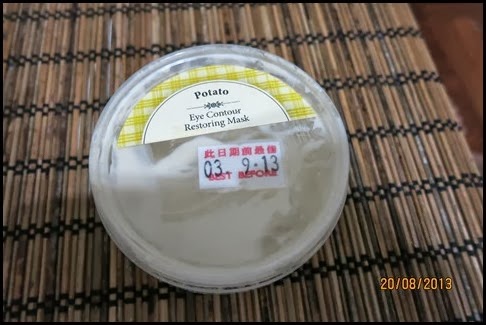 Potato
Eye Contour
Restoring Mask
此日期前最佳
03. 9.13
BEST BEFORE
20/08/2013